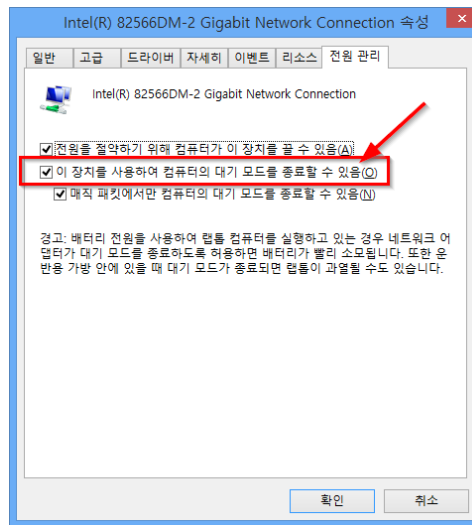 Intel(R) 82566DM-2 Gigabit Network Connection 속성
일반 고급 드라이버 자세히 이벤트 리소스 전원 관리
Intel(R) 82566DM-2 Gigabit Network Connection
전원을 절약하기 위해 컴퓨터가 이 장치를 끌 수 있음(A)
이 장치를 사용하여 컴퓨터의 대기 모드를 종료할 수 있음(O)
매직 패킷에서만 컴퓨터의 대기 모드를 종료할 수 있음(N)
경고: 배터리 전원을 사용하여 랩톱 컴퓨터를 실행하고 있는 경우 네트워크 어
댑터가 대기 모드를 종료하도록 허용하면 배터리가 빨리 소모됩니다. 또한 운
반용 가방 안에 있을 때 대기 모드가 종료되면 랩톱이 과열될 수도 있습니다.
확인 취소